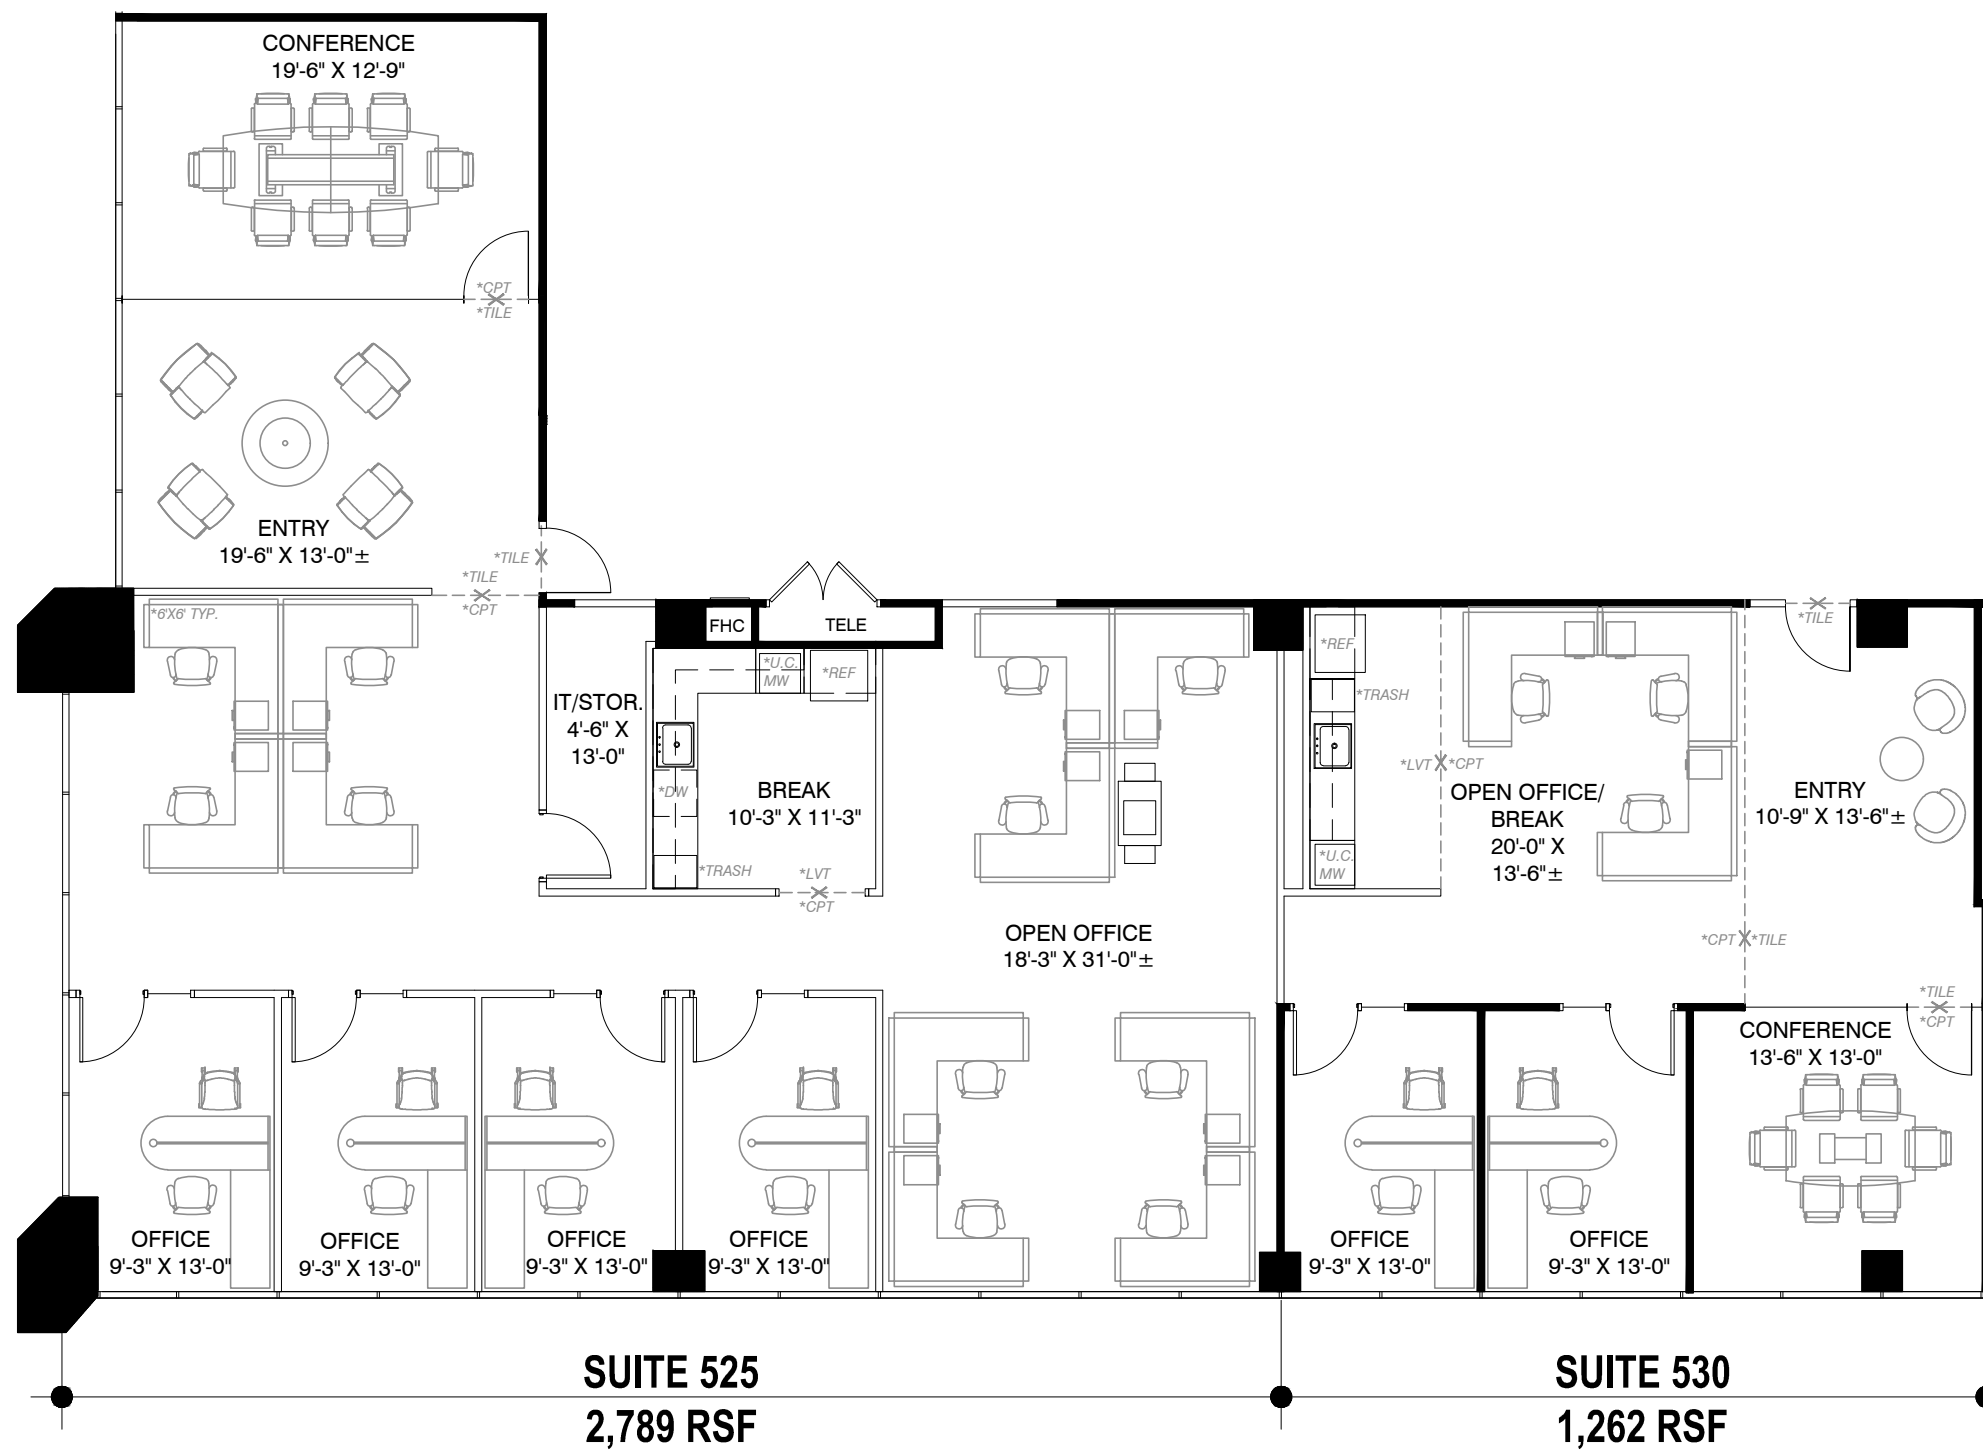 CONFERENCE
19'-6" X 12'-9"
*CPT
*TILE
ENTRY
19'-6" X 13'-0"±
*TILE
*TILE
*CPT
*6'X6' TYP.
FHC
TELE
IT/STOR.
4'-6" X
13'-0"
*U.C.
MW
*REF
*DW
BREAK
10'-3" X 11'-3"
*TRASH
*LVT
*CPT
OPEN OFFICE
18'-3" X 31'-0"±
*REF
*TRASH
*LVT *CPT
*U.C.
MW
OPEN OFFICE/
BREAK
20'-0" X
13'-6"±
*TILE
ENTRY
10'-9" X 13'-6"±
*CPT *TILE
*TILE
*CPT
CONFERENCE
13'-6" X 13'-0"
OFFICE
9'-3" X 13'-0"
OFFICE
9'-3" X 13'-0"
OFFICE
9'-3" X 13'-0"
OFFICE
9'-3" X 13'-0"
OFFICE
9'-3" X 13'-0"
OFFICE
9'-3" X 13'-0"
SUITE 525
2,789 RSF
SUITE 530
1,262 RSF